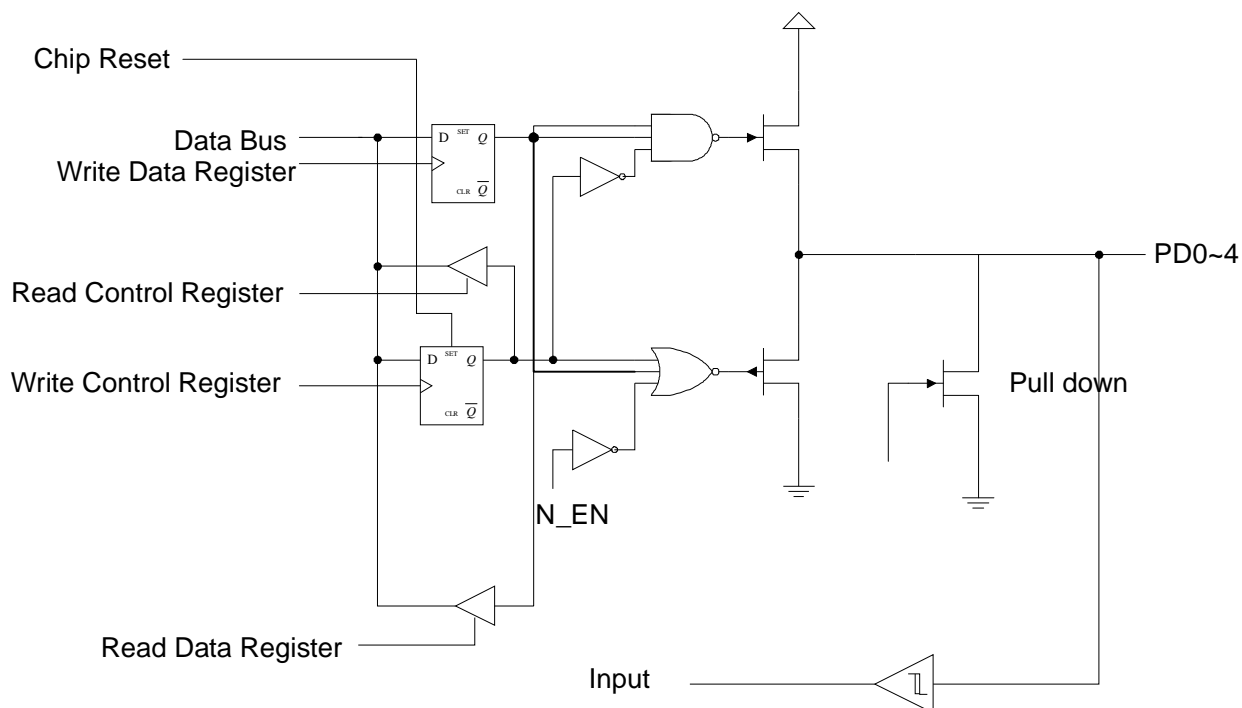 Chip Reset
Data Bus
Write Data Register
D SET Q
CLR Q
Read Control Register
PD0~4
D SET Q
CLR Q
Write Control Register
Pull down
N_EN
Read Data Register
Input